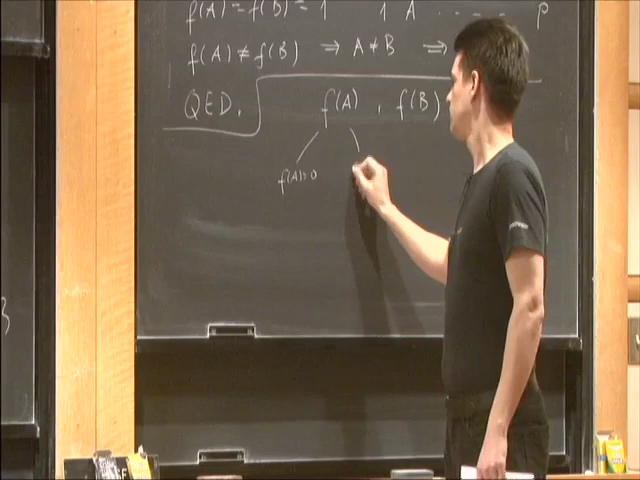 f(A) = f(B) = 1 1 A ..... P
f(A) ≠ f(B) ⇒ A ≠ B ⇒
QED.
f(A) , f(B)
f(A)=0